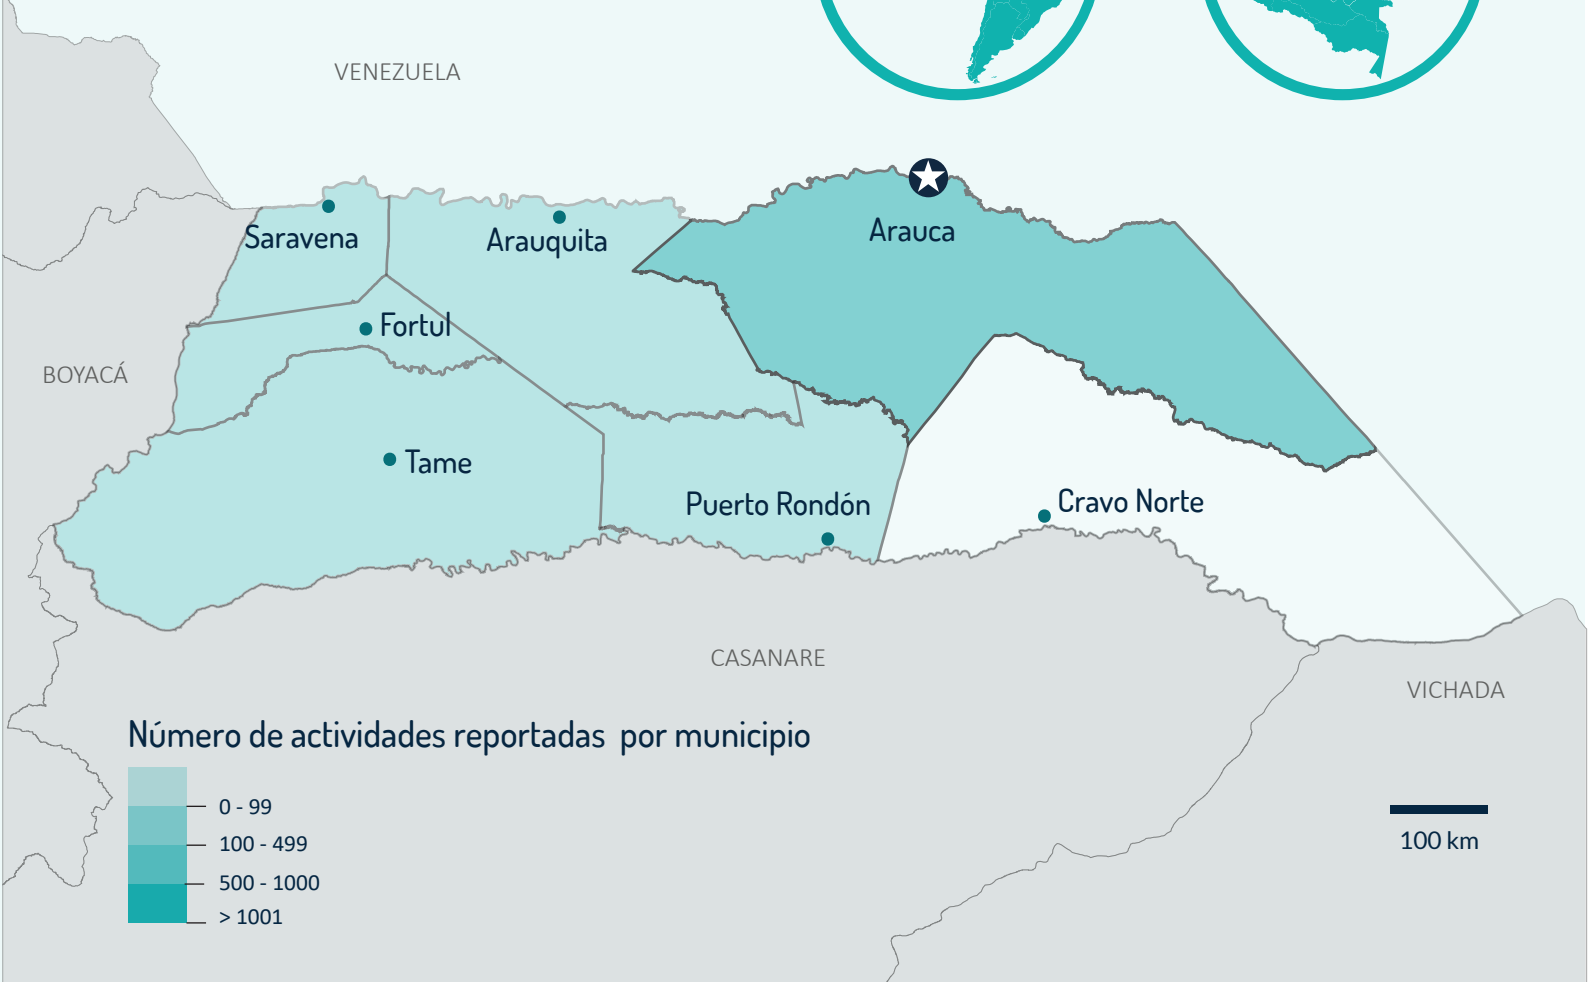 VENEZUELA
Saravena
Arauquita
Arauca
Fortul
BOYACÁ
Tame
Puerto Rondón
Cravo Norte
CASANARE
VICHADA
Número de actividades reportadas por municipio
0 - 99
100 - 499
500 - 1000
> 1001
100 km